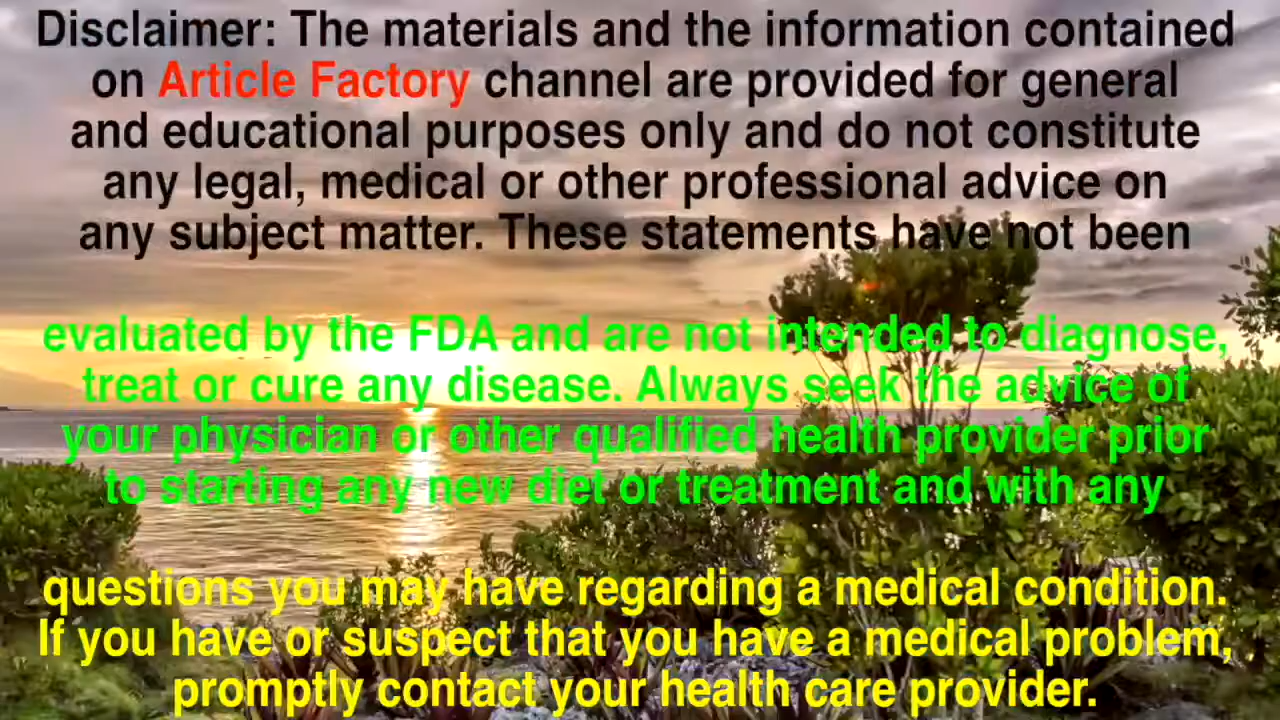 Disclaimer: The materials and the information contained
on Article Factory channel are provided for general
and educational purposes only and do not constitute
any legal, medical or other professional advice on
any subject matter. These statements have not been
evaluated by the FDA and are not intended to diagnose,
treat or cure any disease. Always seek the advice of
your physician or other qualified health provider prior
to starting any new diet or treatment and with any
questions you may have regarding a medical condition.
If you have or suspect that you have a medical problem,
promptly contact your health care provider.